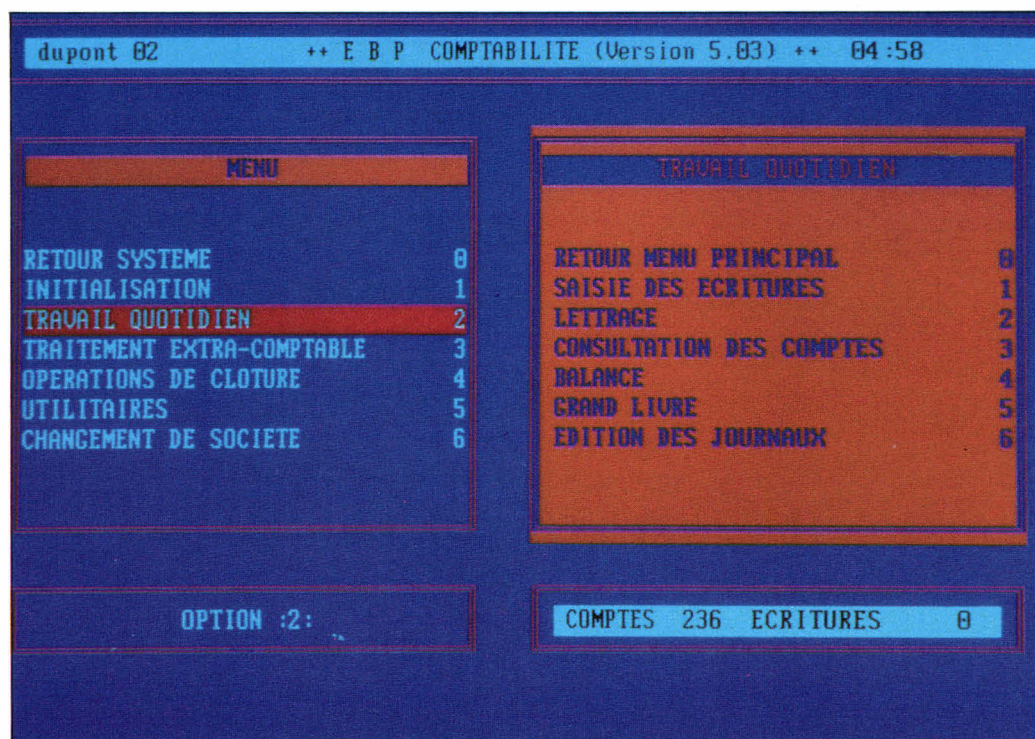 dupont 02 ++ E B P COMPTABILITE (Version 5.03) ++ 04:58
MENU
RETOUR SYSTEME 0
INITIALISATION 1
TRAVAIL QUOTIDIEN 2
TRAITEMENT EXTRA-COMPTABLE 3
OPERATIONS DE CLOTURE 4
UTILITAIRES 5
CHANGEMENT DE SOCIETE 6
OPTION :2:
TRAVAIL QUOTIDIEN
RETOUR MENU PRINCIPAL 0
SAISIE DES ECRITURES 1
LETTRAGE 2
CONSULTATION DES COMPTES 3
BALANCE 4
GRAND LIVRE 5
EDITION DES JOURNAUX 6
COMPTES 236 ECRITURES 0